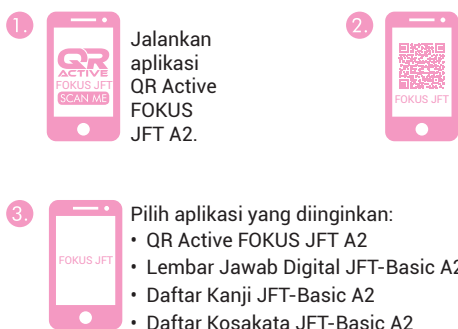 1.
QR
ACTIVE
FOKUS JFT
SCAN ME
Jalankan
aplikasi
QR Active
FOKUS
JFT A2.
2.
FOKUS JFT
3.
FOKUS JFT
Pilih aplikasi yang diinginkan:
• QR Active FOKUS JFT A2
• Lembar Jawab Digital JFT-Basic A2
• Daftar Kanji JFT-Basic A2
• Daftar Kosakata JFT-Basic A2